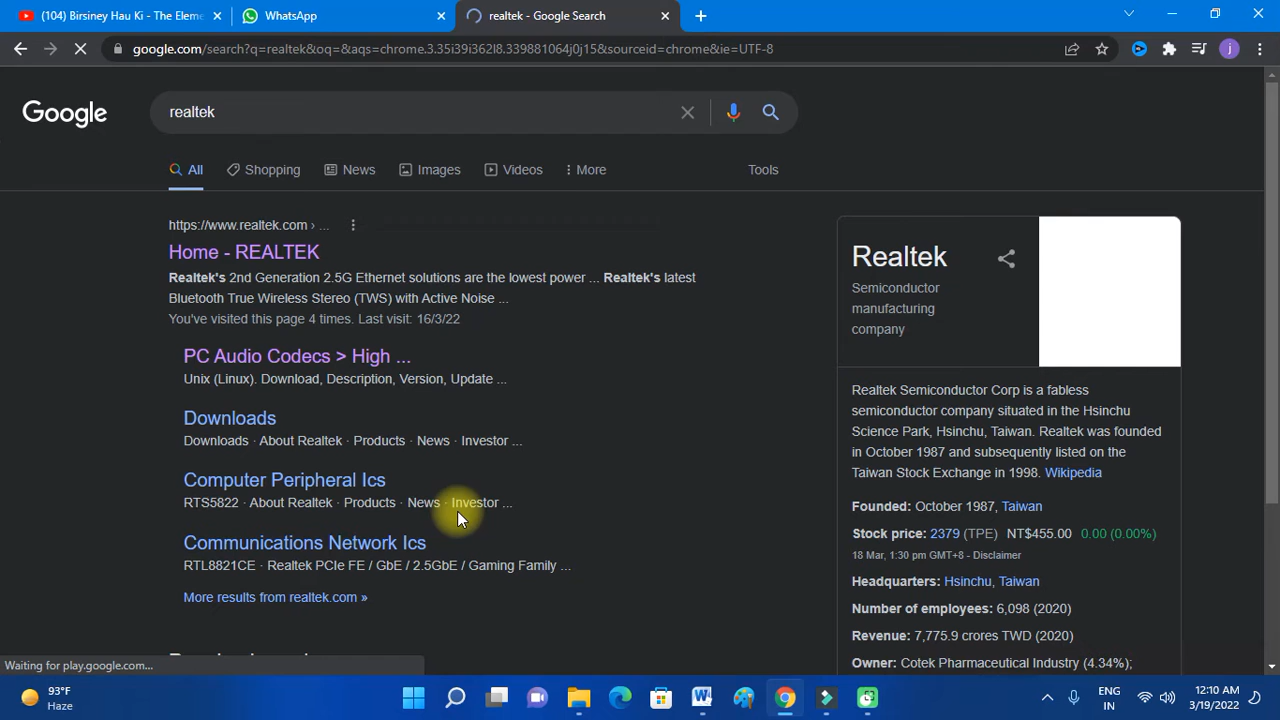 (104) Birsiney Hau Ki - The Eleme
WhatsApp
realtek - Google Search
google.com/search?q=realtek&oq=&aqs=chrome.3.35i39i362l8.339881064j0j15&sourceid=chrome&ie=UTF-8
j
Google
realtek
All
Shopping
News
Images
Videos
More
Tools
https://www.realtek.com › ...
Home - REALTEK
Realtek's 2nd Generation 2.5G Ethernet solutions are the lowest power ... Realtek's latest
Bluetooth True Wireless Stereo (TWS) with Active Noise ...
You've visited this page 4 times. Last visit: 16/3/22
PC Audio Codecs > High ...
Unix (Linux). Download, Description, Version, Update ...
Downloads
Downloads · About Realtek · Products · News · Investor ...
Computer Peripheral Ics
RTS5822 · About Realtek · Products · News · Investor ...
Communications Network Ics
RTL8821CE · Realtek PCIe FE / GbE / 2.5GbE / Gaming Family ...
More results from realtek.com »
Realtek
Semiconductor
manufacturing
company
Realtek Semiconductor Corp is a fabless
semiconductor company situated in the Hsinchu
Science Park, Hsinchu, Taiwan. Realtek was founded
in October 1987 and subsequently listed on the
Taiwan Stock Exchange in 1998. Wikipedia
Founded: October 1987, Taiwan
Stock price: 2379 (TPE) NT$455.00 0.00 (0.00%)
18 Mar, 1:30 pm GMT+8 - Disclaimer
Headquarters: Hsinchu, Taiwan
Number of employees: 6,098 (2020)
Revenue: 7,775.9 crores TWD (2020)
Owner: Cotek Pharmaceutical Industry (4.34%);
Waiting for play.google.com...
93°F
Haze
ENG
IN
12:10 AM
3/19/2022